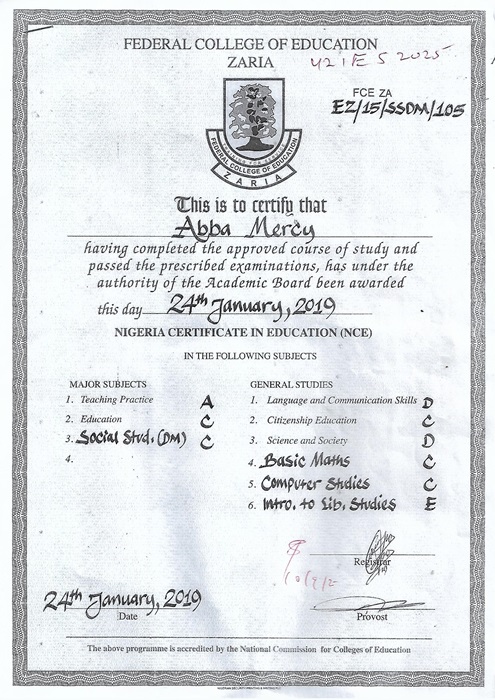 FEDERAL COLLEGE OF EDUCATION
ZARIA
U21ES 2025
FCE ZA
EZ/15/SSDM/105
FEDERAL COLLEGE OF EDUCATION
ZARIA
This is to certify that
Abba Mercy
having completed the approved course of study and
passed the prescribed examinations, has under the
authority of the Academic Board been awarded
this day 24th January, 2019
NIGERIA CERTIFICATE IN EDUCATION (NCE)
IN THE FOLLOWING SUBJECTS
MAJOR SUBJECTS
1. Teaching Practice A
2. Education C
3. Social Stud. (DM) C
4.
GENERAL STUDIES
1. Language and Communication Skills D
2. Citizenship Education C
3. Science and Society D
4. Basic Maths C
5. Computer Studies C
6. Intro. to Lib. Studies E
Registrar
24th January, 2019
Date
Provost
The above programme is accredited by the National Commission for Colleges of Education